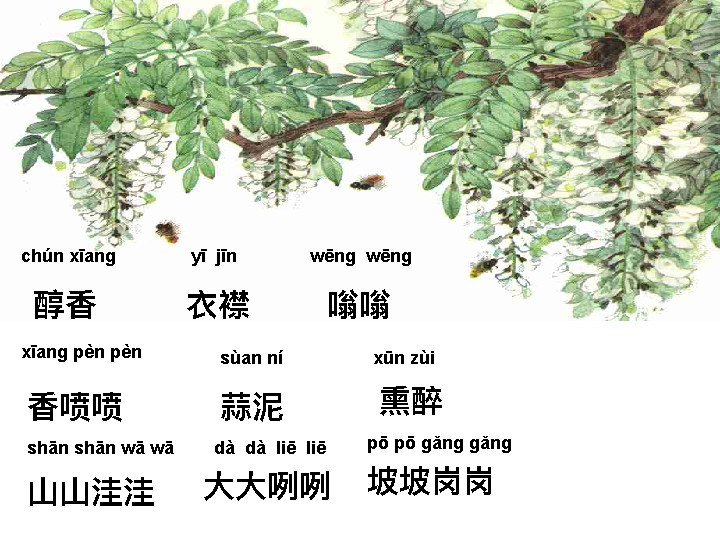 chún xīang yī jīn wēng wēng
醇香 衣襟 嗡嗡
xīang pèn pèn sùan ní xūn zùi
香喷喷 蒜泥 熏醉
shān shān wā wā dà dà liē liē pō pō gǎng gǎng
山山洼洼 大大咧咧 坡坡岗岗